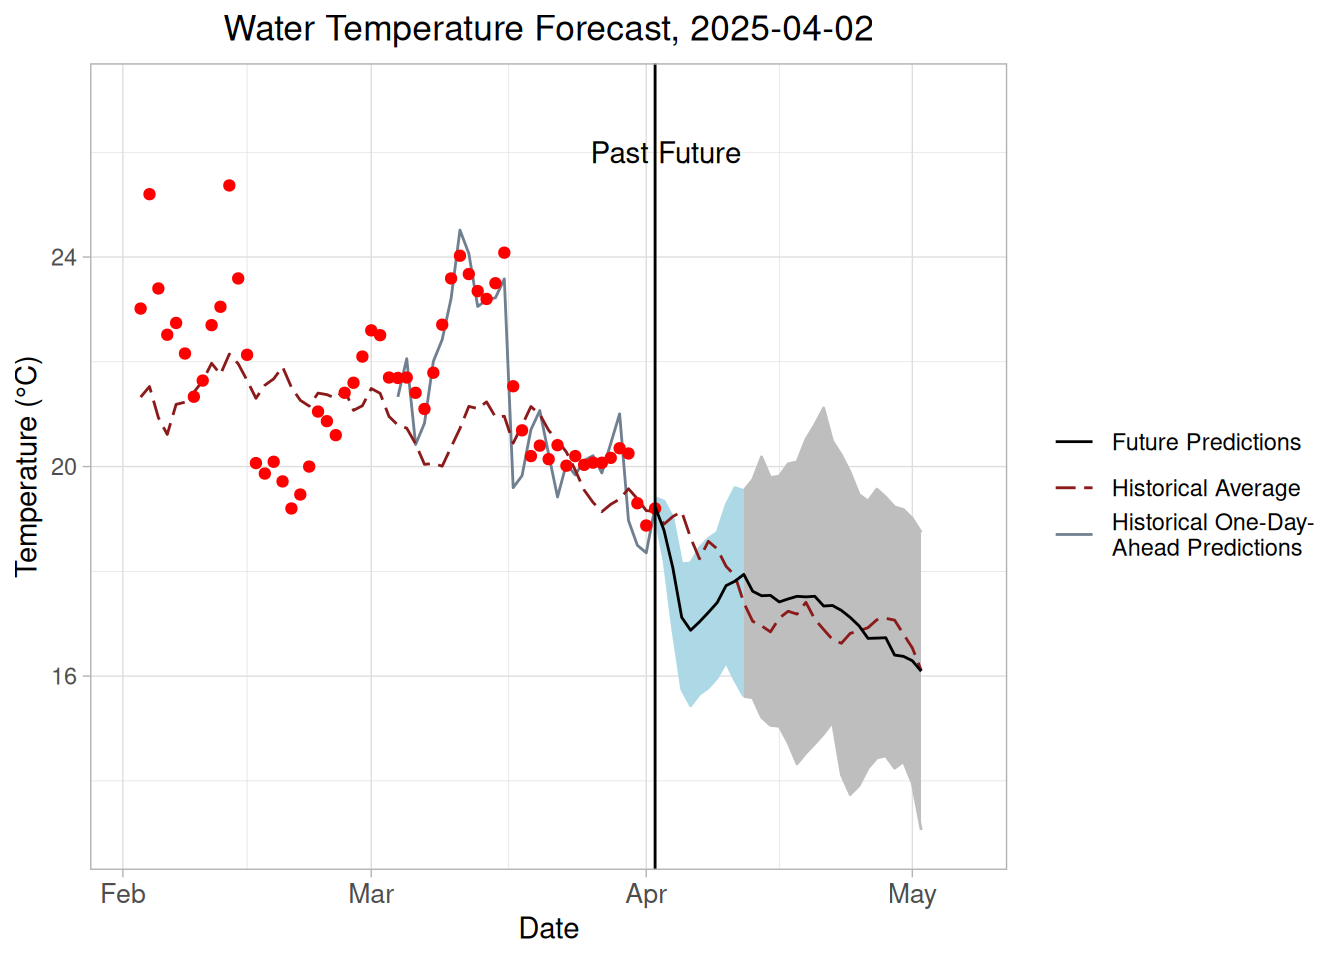 Water Temperature Forecast, 2025-04-02
Past Future
24
20
16
Temperature (°C)
Feb Mar Apr May
Date
Future Predictions
Historical Average
Historical One-Day-
Ahead Predictions